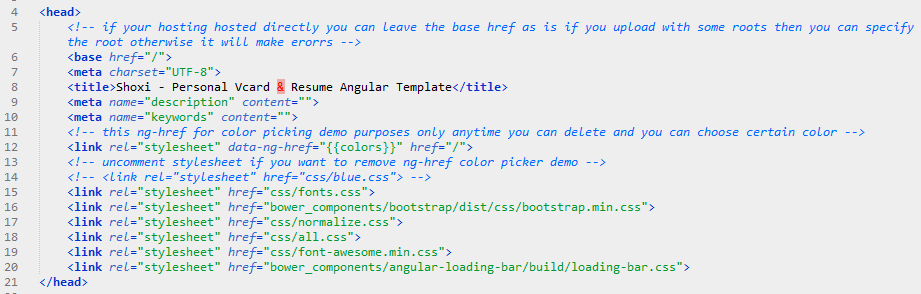 4 <head>
5 <!-- if your hosting hosted directly you can leave the base href as is if you upload with some roots then you can specify
the root otherwise it will make erorrs -->
6 <base href="/">
7 <meta charset="UTF-8">
8 <title>Shoxi - Personal Vcard & Resume Angular Template</title>
9 <meta name="description" content="">
10 <meta name="keywords" content="">
11 <!-- this ng-href for color picking demo purposes only anytime you can delete and you can choose certain color -->
12 <link rel="stylesheet" data-ng-href="{{colors}}" href="/">
13 <!-- uncomment stylesheet if you want to remove ng-href color picker demo -->
14 <!-- <link rel="stylesheet" href="css/blue.css"> -->
15 <link rel="stylesheet" href="css/fonts.css">
16 <link rel="stylesheet" href="bower_components/bootstrap/dist/css/bootstrap.min.css">
17 <link rel="stylesheet" href="css/normalize.css">
18 <link rel="stylesheet" href="css/all.css">
19 <link rel="stylesheet" href="css/font-awesome.min.css">
20 <link rel="stylesheet" href="bower_components/angular-loading-bar/build/loading-bar.css">
21 </head>